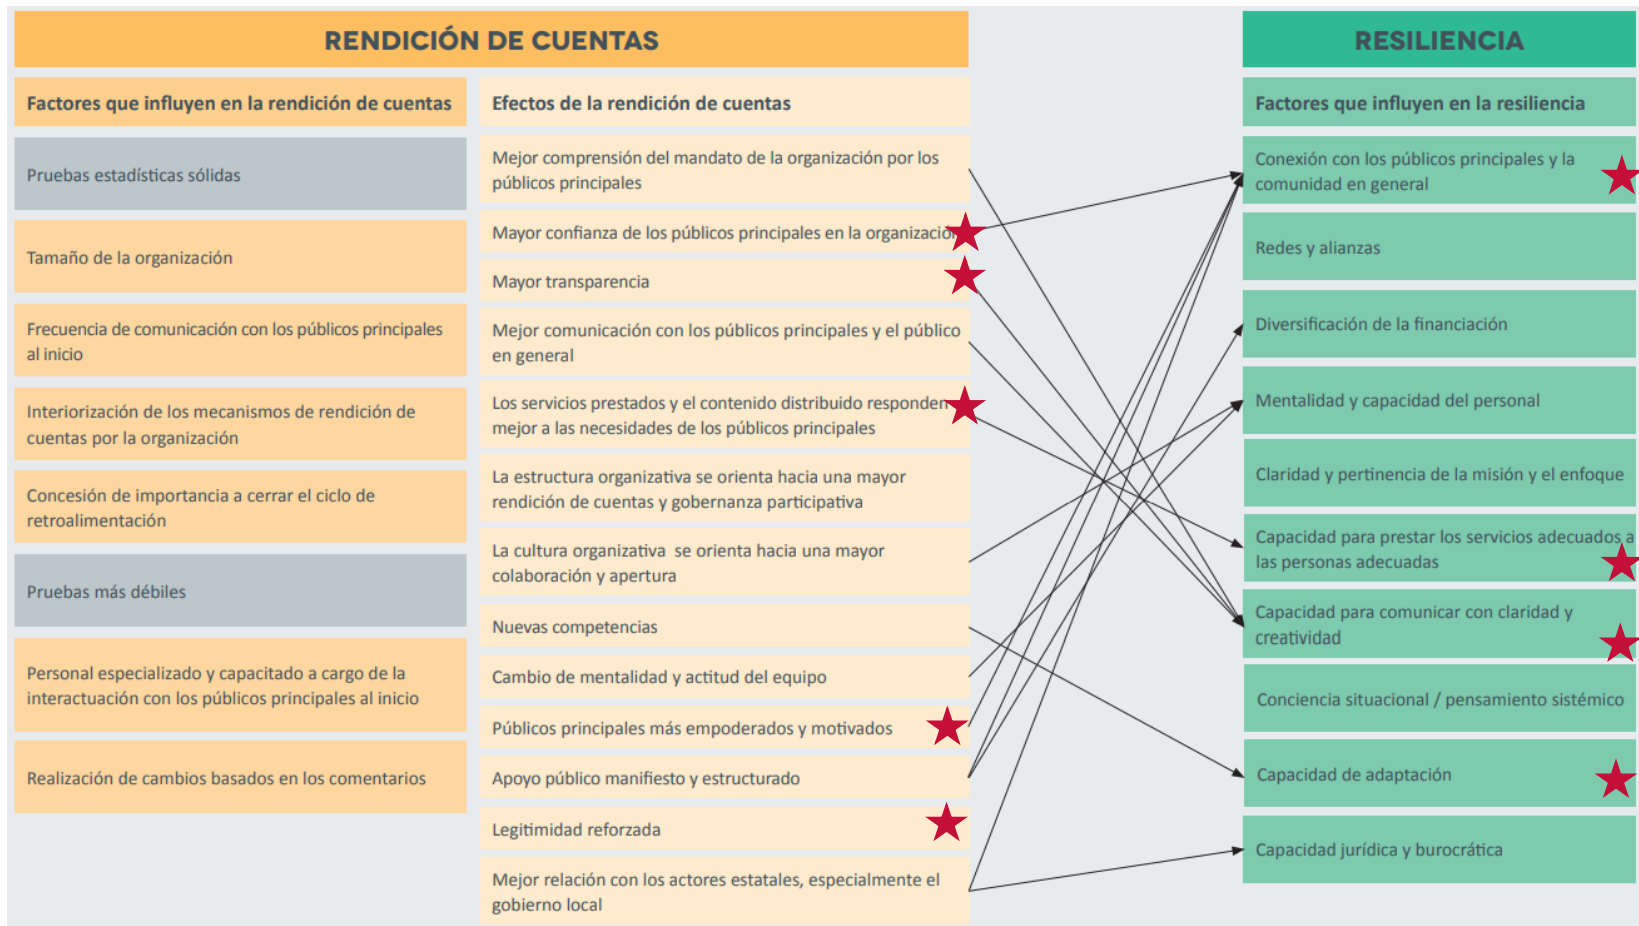 RENDICIÓN DE CUENTAS
Factores que influyen en la rendición de cuentas
Pruebas estadísticas sólidas
Tamaño de la organización
Frecuencia de comunicación con los públicos principales
al inicio
Interiorización de los mecanismos de rendición de
cuentas por la organización
Concesión de importancia a cerrar el ciclo de
retroalimentación
Pruebas más débiles
Personal especializado y capacitado a cargo de la
interactuación con los públicos principales al inicio
Realización de cambios basados en los comentarios
Efectos de la rendición de cuentas
Mejor comprensión del mandato de la organización por los
públicos principales
Mayor confianza de los públicos principales en la organización
Mayor transparencia
Mejor comunicación con los públicos principales y el público
en general
Los servicios prestados y el contenido distribuido responden
mejor a las necesidades de los públicos principales
La estructura organizativa se orienta hacia una mayor
rendición de cuentas y gobernanza participativa
La cultura organizativa se orienta hacia una mayor
colaboración y apertura
Nuevas competencias
Cambio de mentalidad y actitud del equipo
Públicos principales más empoderados y motivados
Apoyo público manifiesto y estructurado
Legitimidad reforzada
Mejor relación con los actores estatales, especialmente el
gobierno local
RESILIENCIA
Factores que influyen en la resiliencia
Conexión con los públicos principales y la
comunidad en general
Redes y alianzas
Diversificación de la financiación
Mentalidad y capacidad del personal
Claridad y pertinencia de la misión y el enfoque
Capacidad para prestar los servicios adecuados a
las personas adecuadas
Capacidad para comunicar con claridad y
creatividad
Conciencia situacional / pensamiento sistémico
Capacidad de adaptación
Capacidad jurídica y burocrática